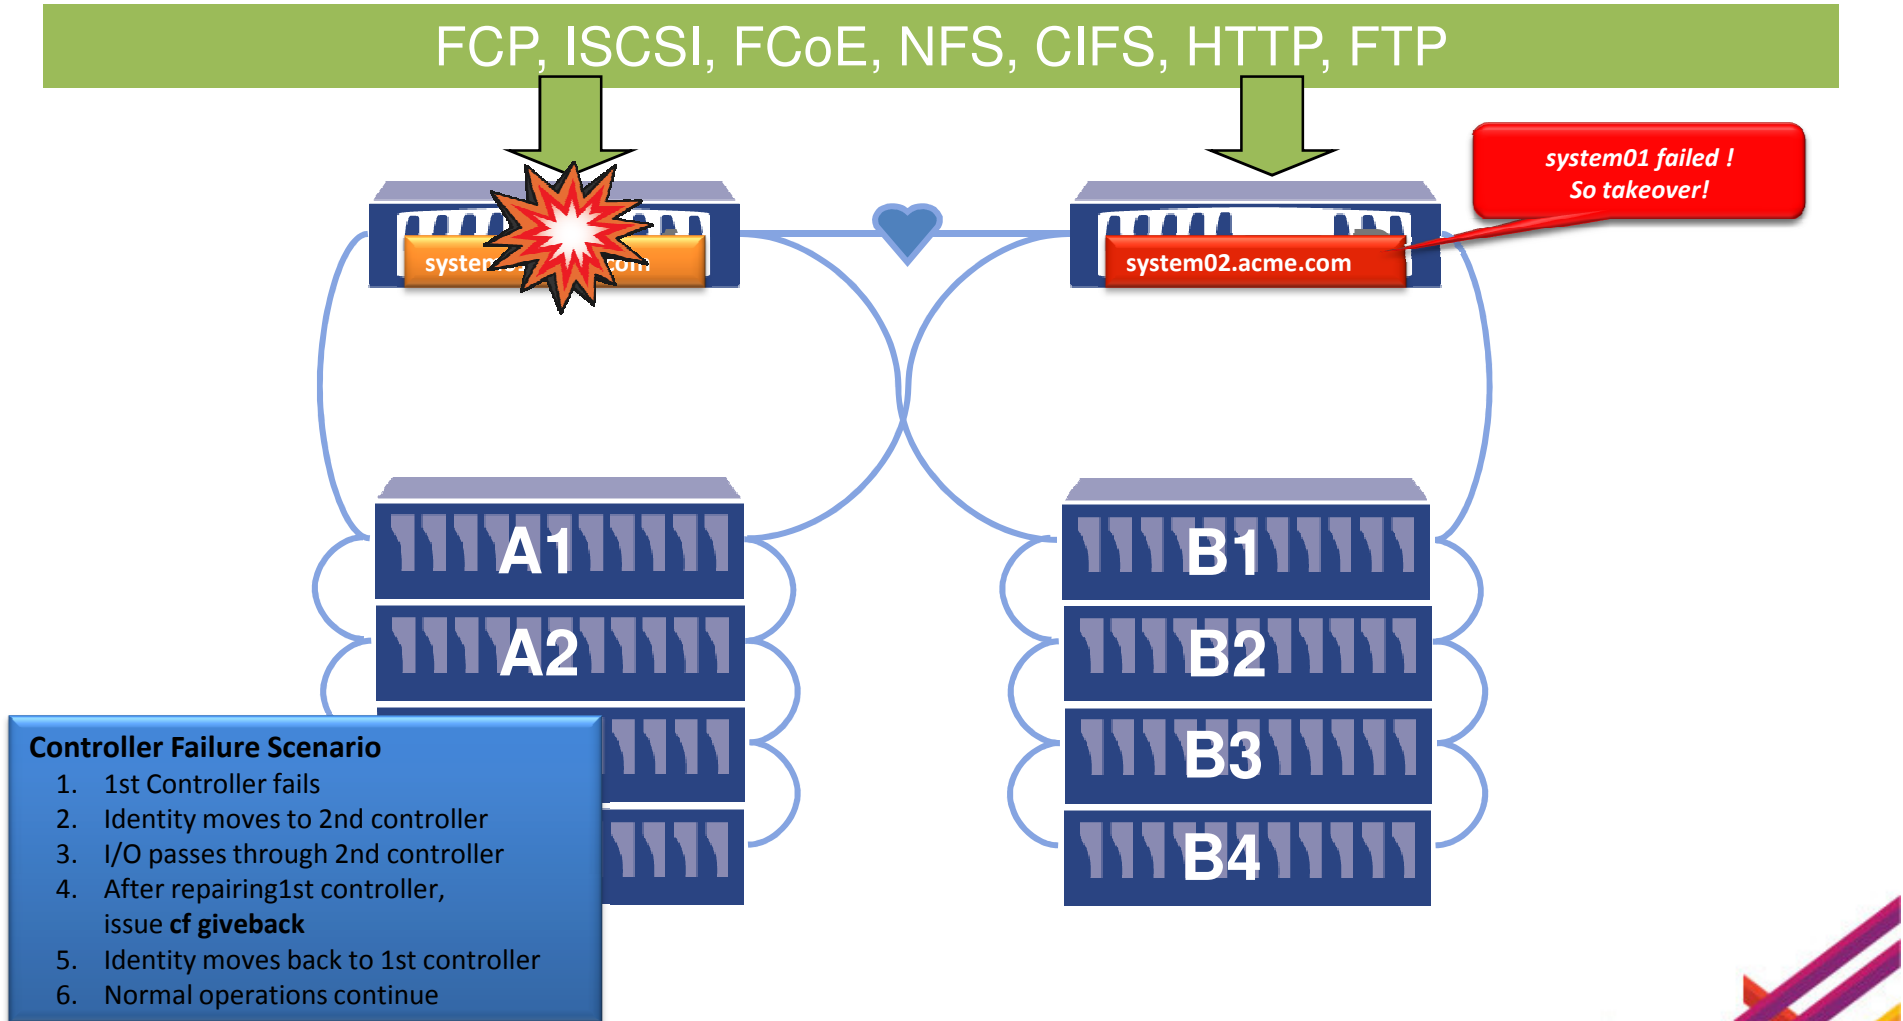 FCP, ISCSI, FCoE, NFS, CIFS, HTTP, FTP
system01 failed !
So takeover!
system02.acme.com
A1
B1
A2
B2
B3
B4
Controller Failure Scenario
1. 1st Controller fails
2. Identity moves to 2nd controller
3. I/O passes through 2nd controller
4. After repairing1st controller,
issue cf giveback
5. Identity moves back to 1st controller
6. Normal operations continue